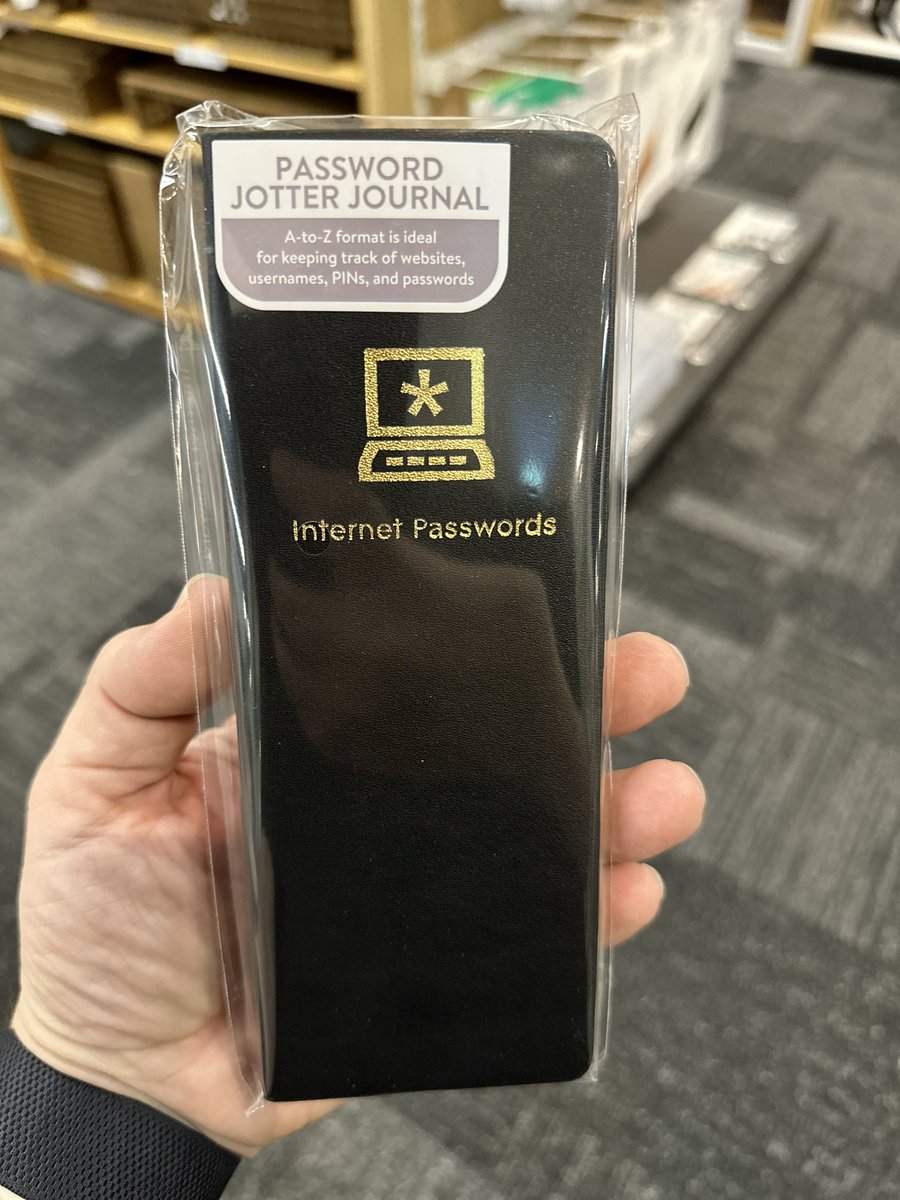 PASSWORD
JOTTER JOURNAL
A-to-Z format is ideal
for keeping track of websites,
usernames, PINs, and passwords
*
Internet Passwords